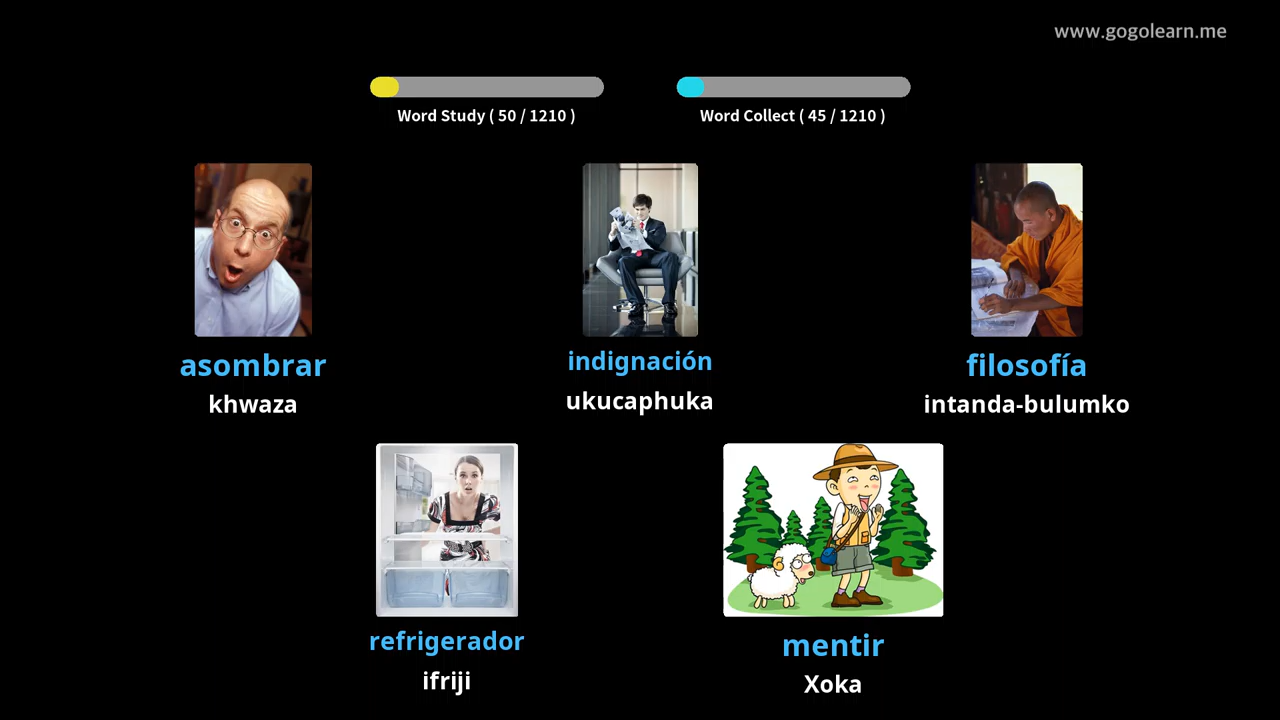 www.gogolearn.me
Word Study ( 50 / 1210 )
Word Collect ( 45 / 1210 )
asombrar
khwaza
indignación
ukucaphuka
filosofía
intanda-bulumko
refrigerador
ifriji
mentir
Xoka